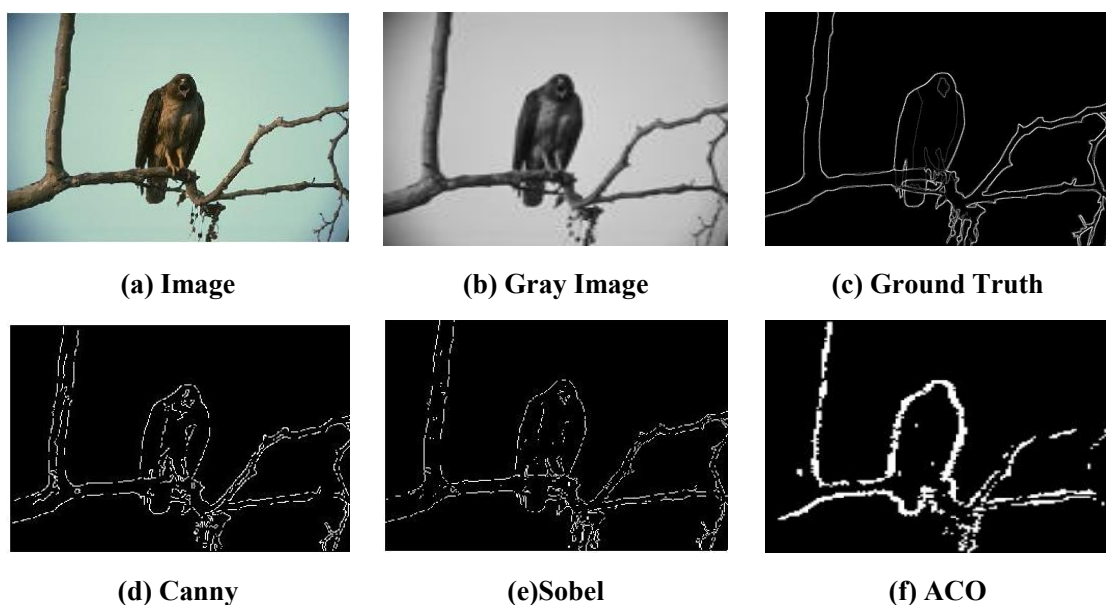 (a) Image
(b) Gray Image
(c) Ground Truth
(d) Canny
(e)Sobel
(f) ACO